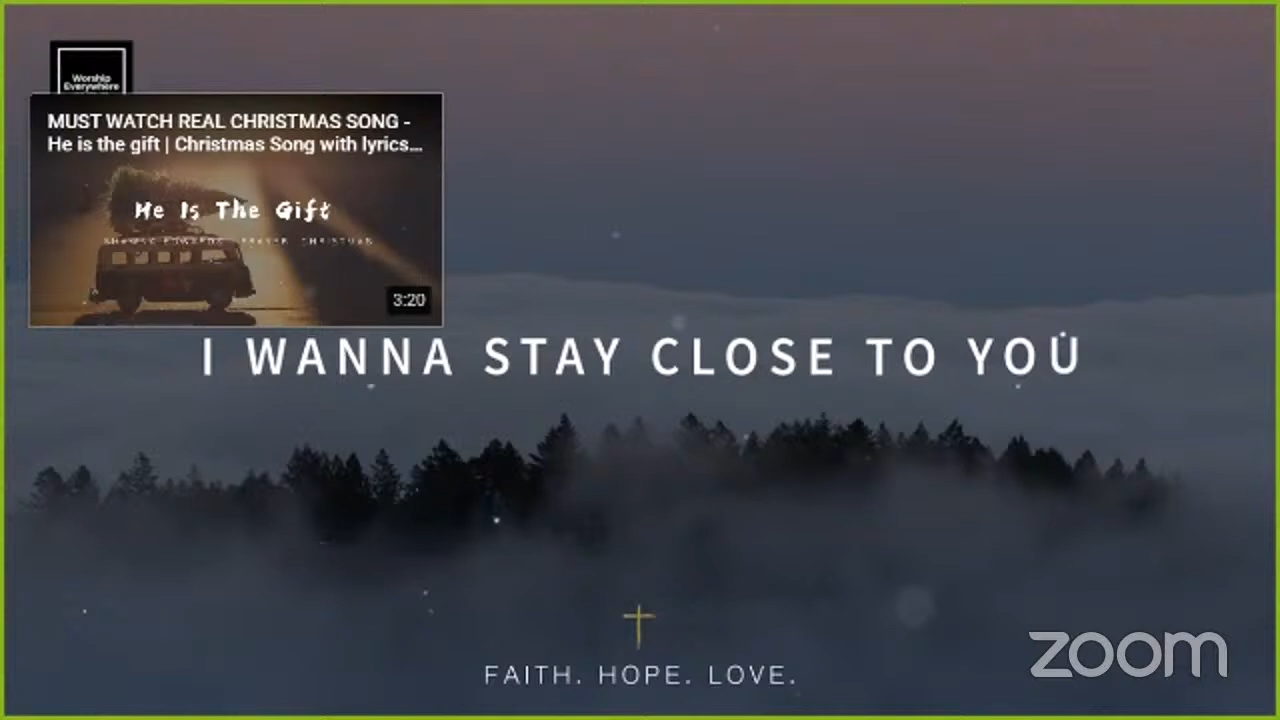 Worship
Everywhere
MUST WATCH REAL CHRISTMAS SONG -
He is the gift | Christmas Song with lyrics...
He Is The Gift
3:20
I WANNA STAY CLOSE TO YOU
FAITH. HOPE. LOVE.
zoom